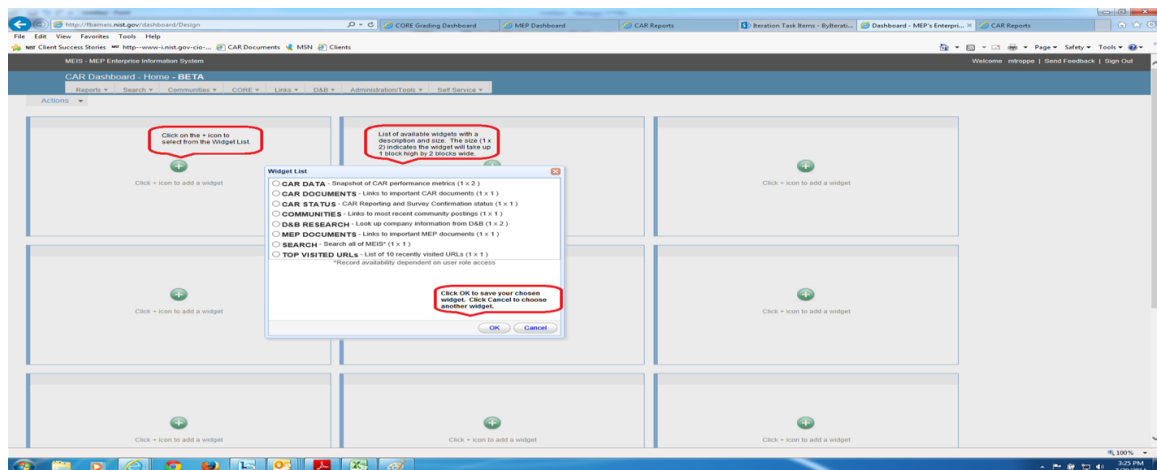 http://fbiemeis.nist.gov/dashboard/Design
CORE Grading Dashboard
MEP Dashboard
CAR Reports
Iteration Task Items - ByIterati...
Dashboard - MEP's Enterpri...
CAR Reports
File Edit View Favorites Tools Help
Client Success Stories http--www-i.nist.gov-cio-... CAR Documents MSN Clients
Page Safety Tools
MEIS - MEP Enterprise Information System
Welcome mtroppe | Send Feedback | Sign Out
CAR Dashboard - Home - BETA
Reports Search Communities CORE Links D&B Administration/Tools Self Service
Actions
Click on the + icon to
select from the Widget List.
List of available widgets with a
description and size. The size (1 x
2) indicates the widget will take up
1 block high by 2 blocks wide.
Click + icon to add a widget
Click + icon to add a widget
Widget List
CAR DATA - Snapshot of CAR performance metrics (1 x 2 )
CAR DOCUMENTS - Links to important CAR documents (1 x 1 )
CAR STATUS - CAR Reporting and Survey Confirmation status (1 x 1 )
COMMUNITIES - Links to most recent community postings (1 x 1 )
D&B RESEARCH - Look up company information from D&B (1 x 2 )
MEP DOCUMENTS - Links to important MEP documents (1 x 1 )
SEARCH - Search all of MEIS* (1 x 1 )
TOP VISITED URLs - List of 10 recently visited URLs (1 x 1 )
*Record availability dependent on user role access
Click OK to save your chosen
widget. Click Cancel to choose
another widget.
OK Cancel
Click + icon to add a widget
Click + icon to add a widget
Click + icon to add a widget
Click + icon to add a widget
Click + icon to add a widget
100%
3:25 PM